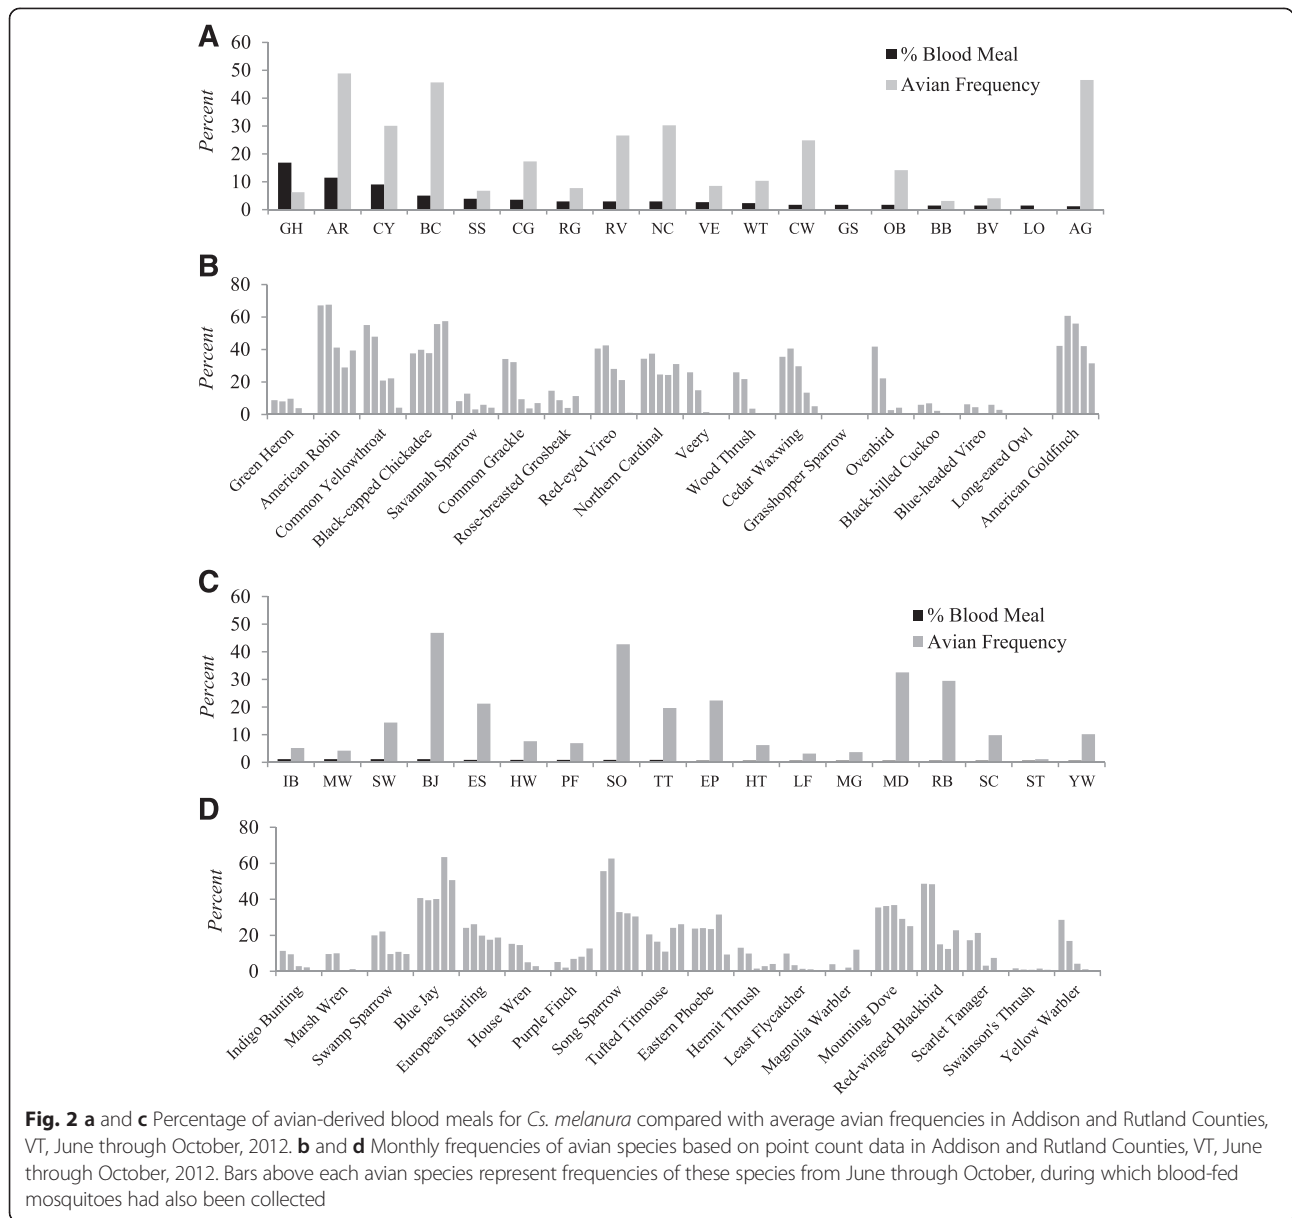 A
60
50
40
30
20
10
0
Percent
% Blood Meal
Avian Frequency
GH AR CY BC SS CG RG RV NC VE WT CW GS OB BB BV LO AG
B
80
60
40
20
0
Percent
Green Heron
American Robin
Common Yellowthroat
Black-capped Chickadee
Savannah Sparrow
Common Grackle
Rose-breasted Grosbeak
Red-eyed Vireo
Northern Cardinal
Veery
Wood Thrush
Cedar Waxwing
Grasshopper Sparrow
Ovenbird
Black-billed Cuckoo
Blue-headed Vireo
Long-eared Owl
American Goldfinch
C
60
50
40
30
20
10
0
Percent
% Blood Meal
Avian Frequency
IB MW SW BJ ES HW PF SO TT EP HT LF MG MD RB SC ST YW
D
80
60
40
20
0
Percent
Indigo Bunting
Marsh Wren
Swamp Sparrow
Blue Jay
European Starling
House Wren
Purple Finch
Song Sparrow
Tufted Titmouse
Eastern Phoebe
Hermit Thrush
Least Flycatcher
Magnolia Warbler
Mourning Dove
Red-winged Blackbird
Scarlet Tanager
Swainson's Thrush
Yellow Warbler
Fig. 2 a and c Percentage of avian-derived blood meals for Cs. melanura compared with average avian frequencies in Addison and Rutland Counties,
VT, June through October, 2012. b and d Monthly frequencies of avian species based on point count data in Addison and Rutland Counties, VT, June
through October, 2012. Bars above each avian species represent frequencies of these species from June through October, during which blood-fed
mosquitoes had also been collected